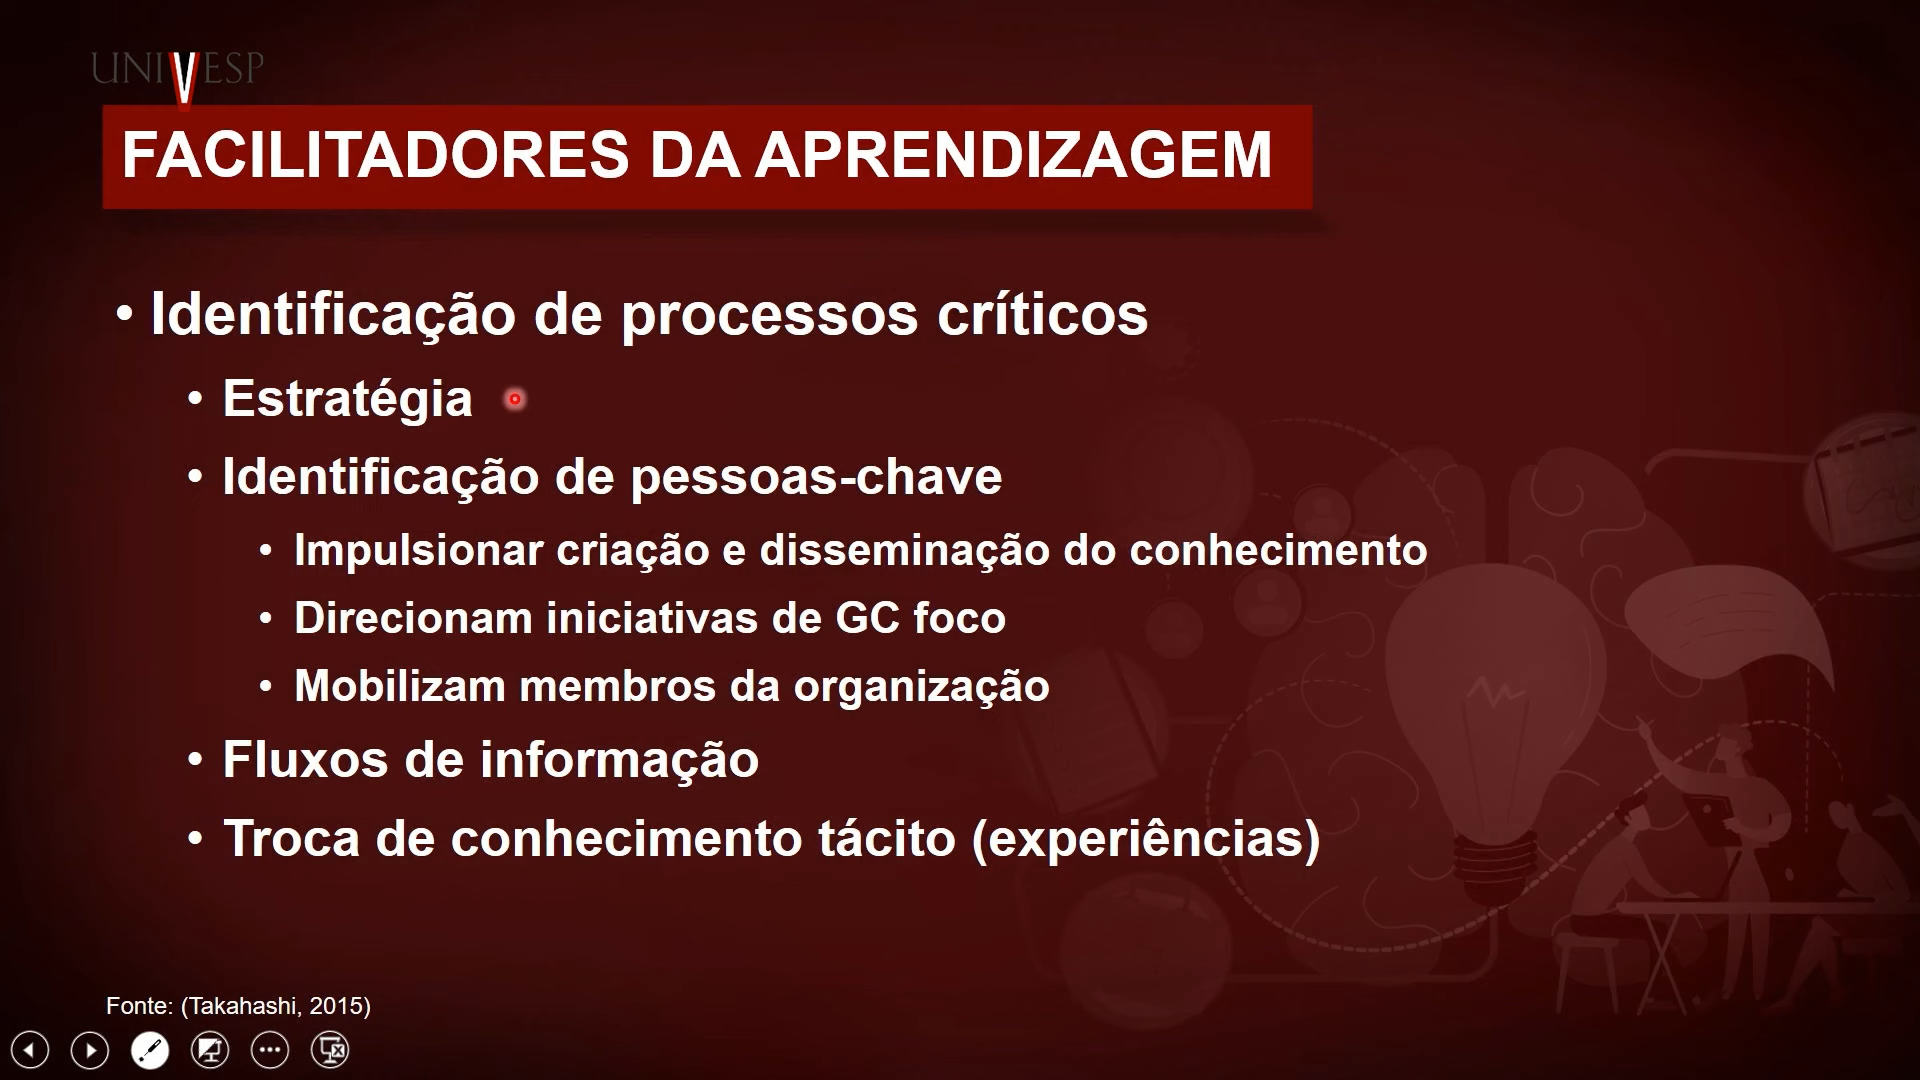 UNIVESP
FACILITADORES DA APRENDIZAGEM
• Identificação de processos críticos
• Estratégia
• Identificação de pessoas-chave
• Impulsionar criação e disseminação do conhecimento
• Direcionam iniciativas de GC foco
• Mobilizam membros da organização
• Fluxos de informação
• Troca de conhecimento tácito (experiências)
Fonte: (Takahashi, 2015)